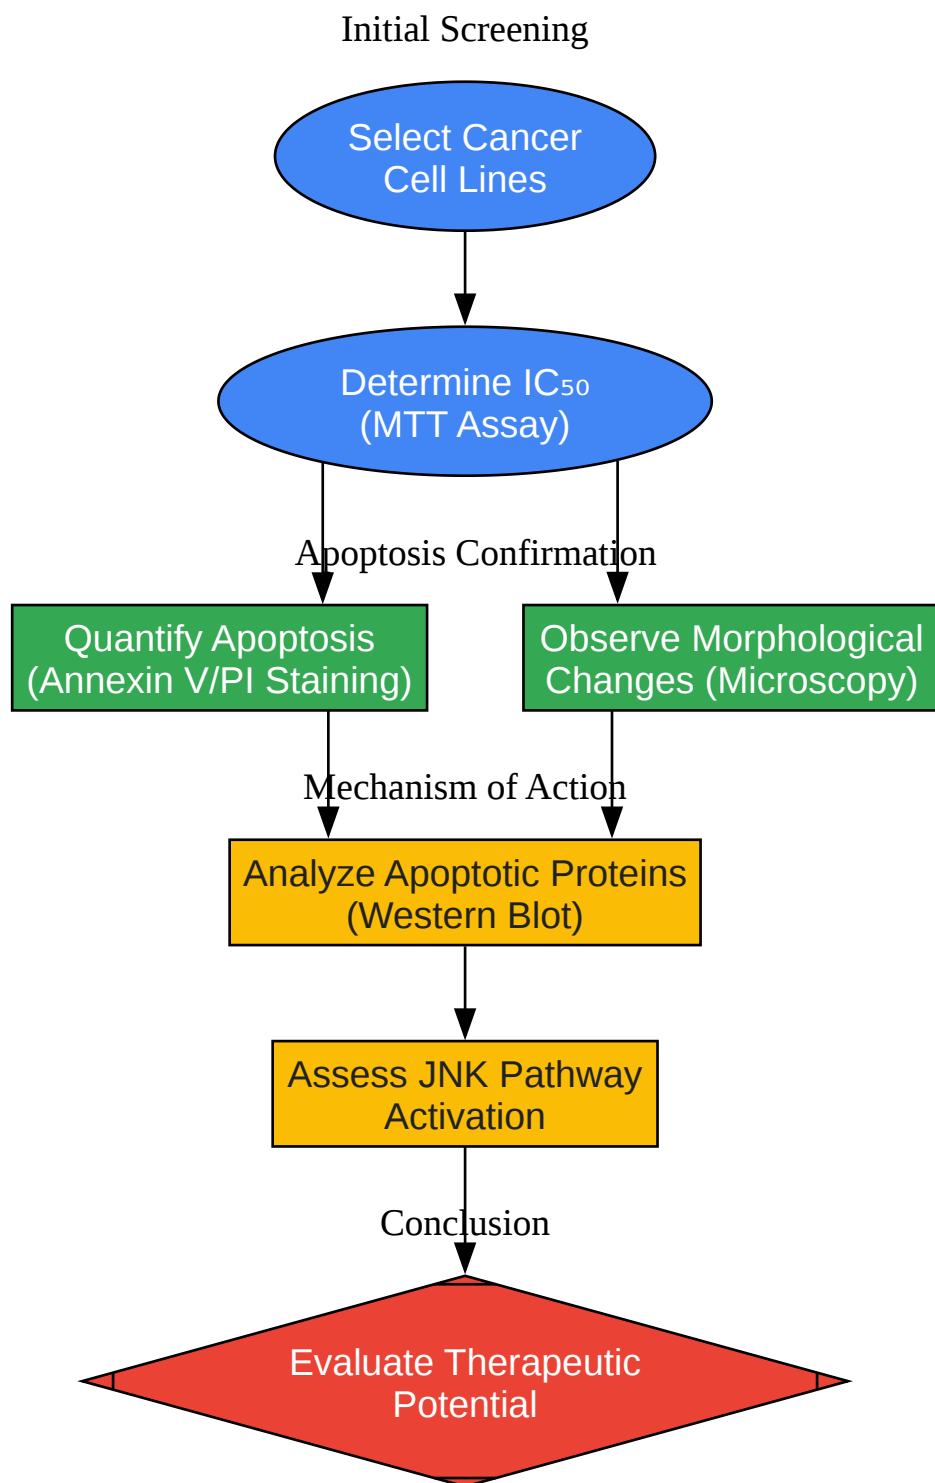 Initial Screening
Select Cancer
Cell Lines
Determine IC₅₀
(MTT Assay)
Apoptosis Confirmation
Quantify Apoptosis
(Annexin V/PI Staining)
Observe Morphological
Changes (Microscopy)
Mechanism of Action
Analyze Apoptotic Proteins
(Western Blot)
Assess JNK Pathway
Activation
Conclusion
Evaluate Therapeutic
Potential